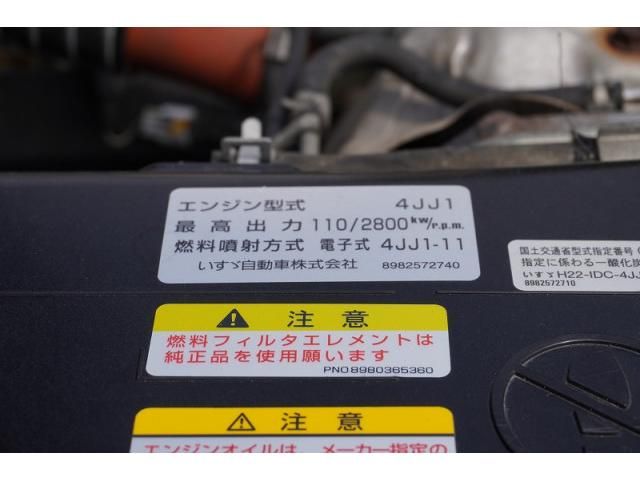 エンジン型式 4JJ1
最高出力 110/2800 kw/r.p.m.
燃料噴射方式 電子式 4JJ1-11
いすゞ自動車株式会社 8982572740
国土交通省型式指定番号(
指定に係わる一酸化炭
いすゞH22-IDC-4JJ
8982572710
注意
燃料フィルタエレメントは
純正品を使用願います
PNO8980365360
注意
エンジンオイルは、メーカー指定の